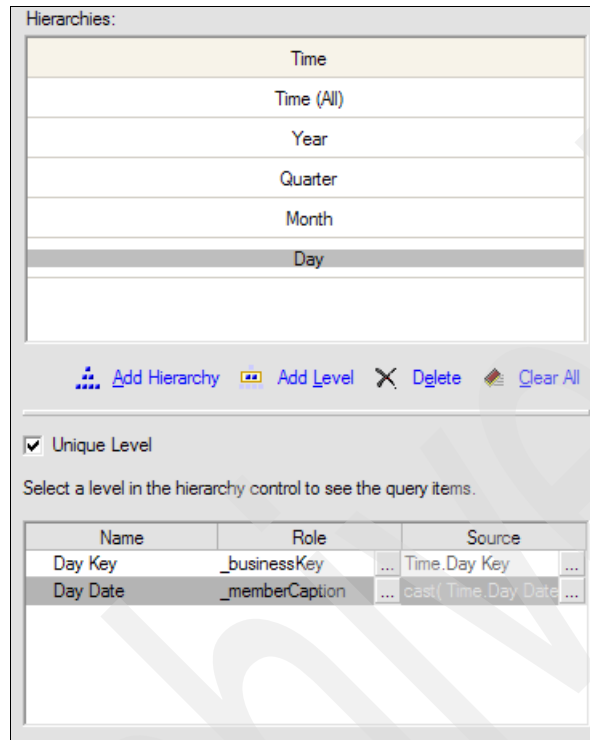 Hierarchies:
Time
Time (All)
Year
Quarter
Month
Day
Add Hierarchy Add Level Delete Clear All
Unique Level
Select a level in the hierarchy control to see the query items.
Name Role Source
Day Key _businessKey ... Time.Day Key ...
Day Date _memberCaption ... cast( Time.Day Date ...